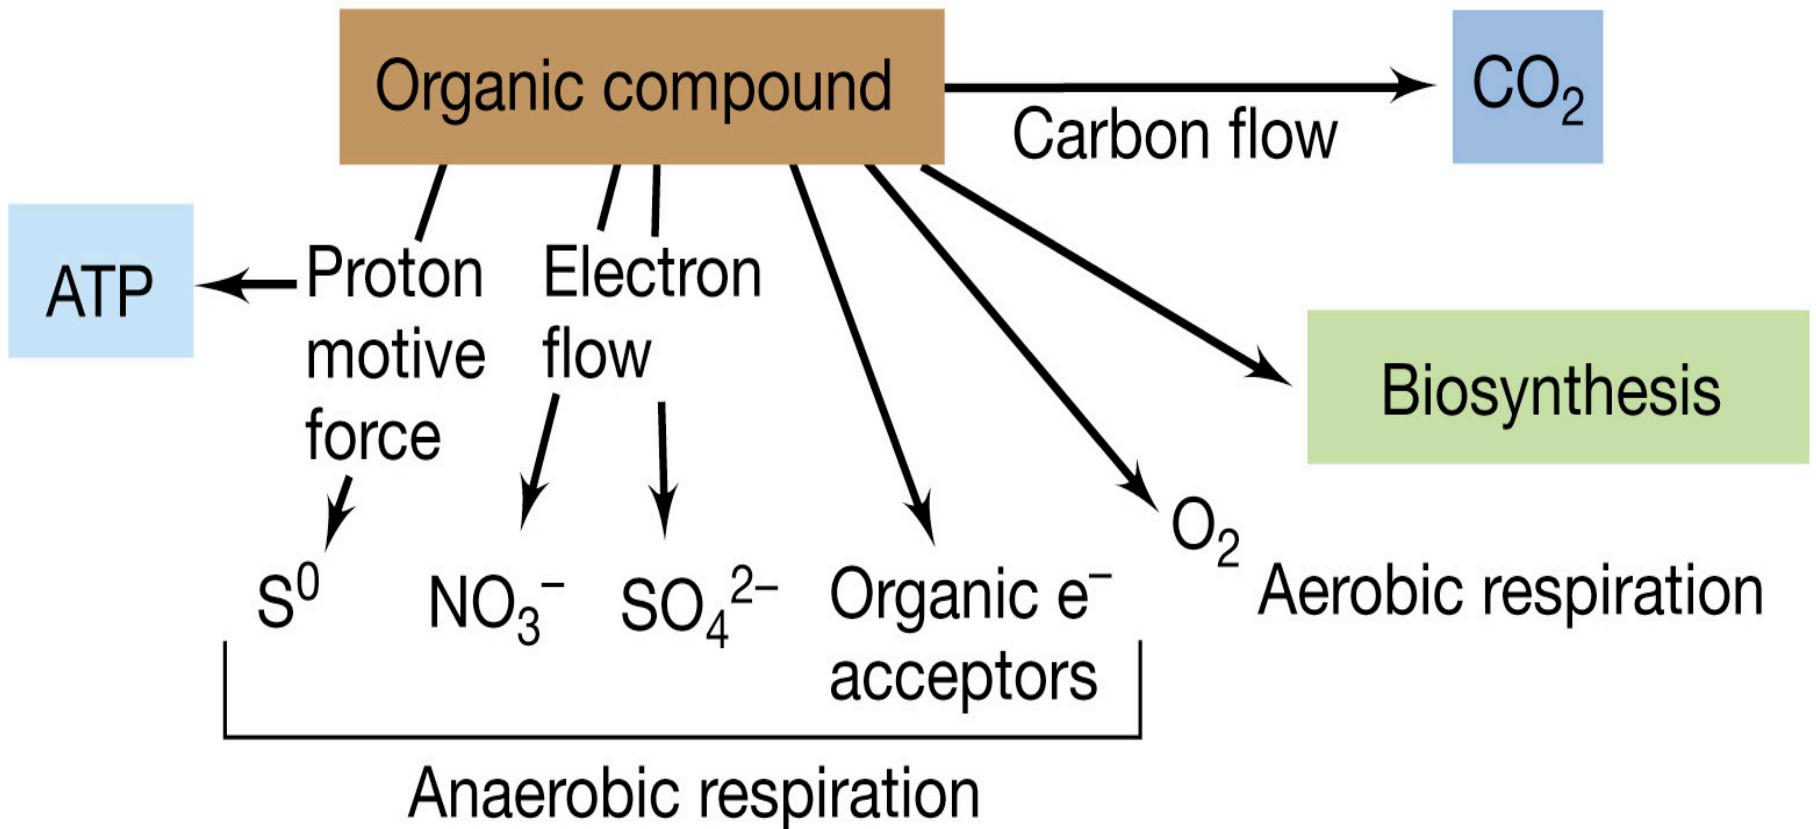 Organic compound
CO₂
Carbon flow
ATP
Proton
motive
force
Electron
flow
Biosynthesis
S⁰
NO₃⁻
SO₄²⁻
Organic e⁻
acceptors
O₂
Aerobic respiration
Anaerobic respiration